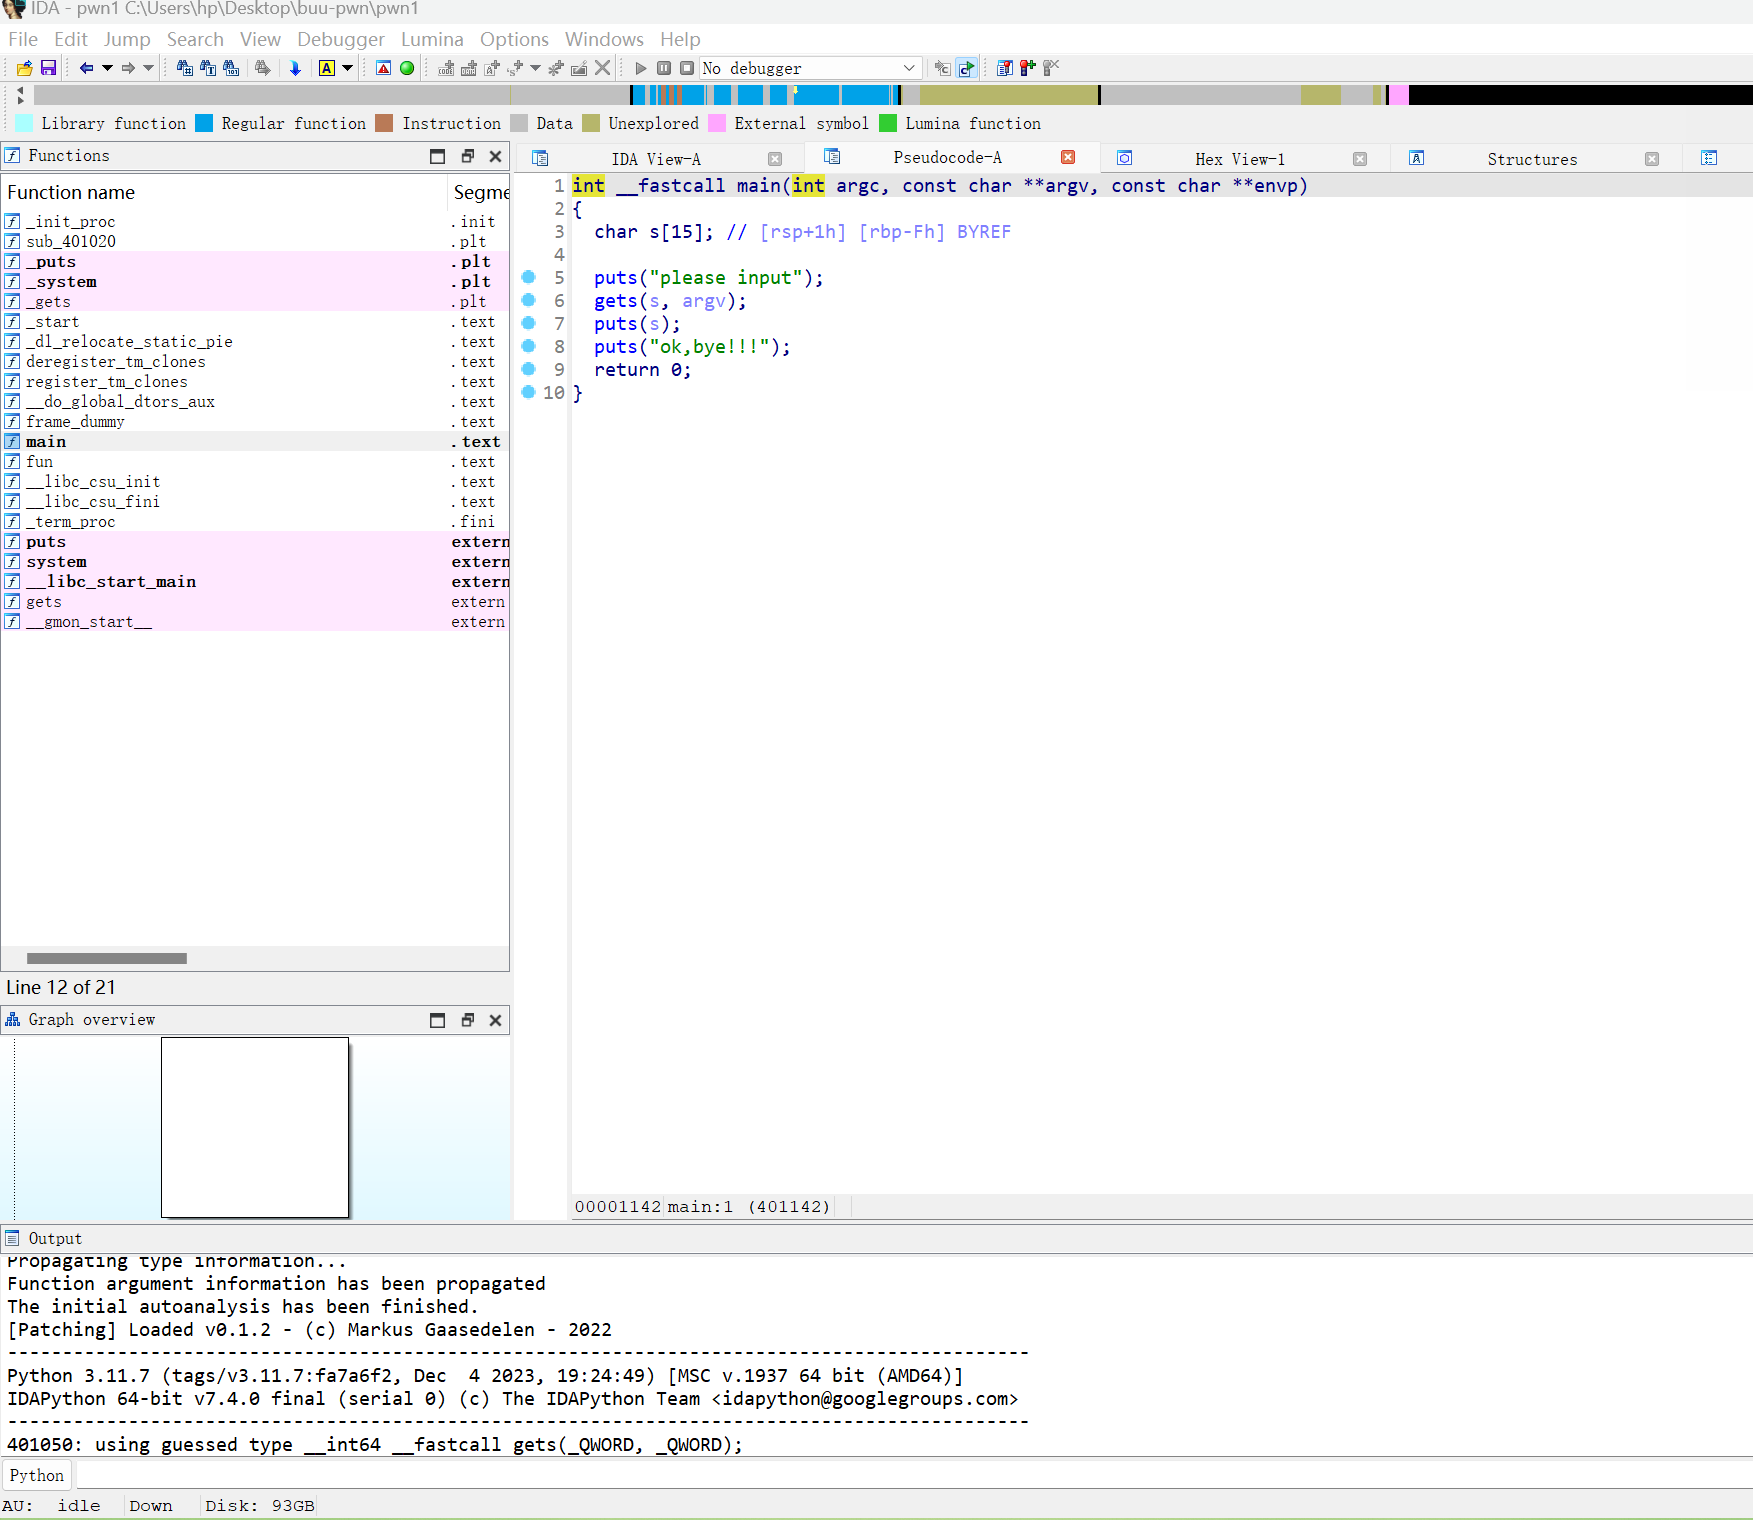 IDA - pwn1 C:\Users\hp\Desktop\buu-pwn\pwn1
File Edit Jump Search View Debugger Lumina Options Windows Help
No debugger
Library function Regular function Instruction Data Unexplored External symbol Lumina function
Functions
Function name Segme
_init_proc .init
sub_401020 .plt
_puts .plt
_system .plt
_gets .plt
_start .text
_dl_relocate_static_pie .text
deregister_tm_clones .text
register_tm_clones .text
__do_global_dtors_aux .text
frame_dummy .text
main .text
fun .text
__libc_csu_init .text
__libc_csu_fini .text
_term_proc .fini
puts extern
system extern
__libc_start_main extern
gets extern
__gmon_start__ extern
Line 12 of 21
Graph overview
IDA View-A Pseudocode-A Hex View-1 Structures
1 int __fastcall main(int argc, const char **argv, const char **envp)
2 {
3 char s[15]; // [rsp+1h] [rbp-Fh] BYREF
4
5 puts("please input");
6 gets(s, argv);
7 puts(s);
8 puts("ok,bye!!!");
9 return 0;
10 }
00001142 main:1 (401142)
Output
Propagating type information...
Function argument information has been propagated
The initial autoanalysis has been finished.
[Patching] Loaded v0.1.2 - (c) Markus Gaasedelen - 2022
---------------------------------------------------------------------------------------------
Python 3.11.7 (tags/v3.11.7:fa7a6f2, Dec  4 2023, 19:24:49) [MSC v.1937 64 bit (AMD64)]
IDAPython 64-bit v7.4.0 final (serial 0) (c) The IDAPython Team <idapython@googlegroups.com>
---------------------------------------------------------------------------------------------
401050: using guessed type __int64 __fastcall gets(_QWORD, _QWORD);
Python
AU: idle Down Disk: 93GB